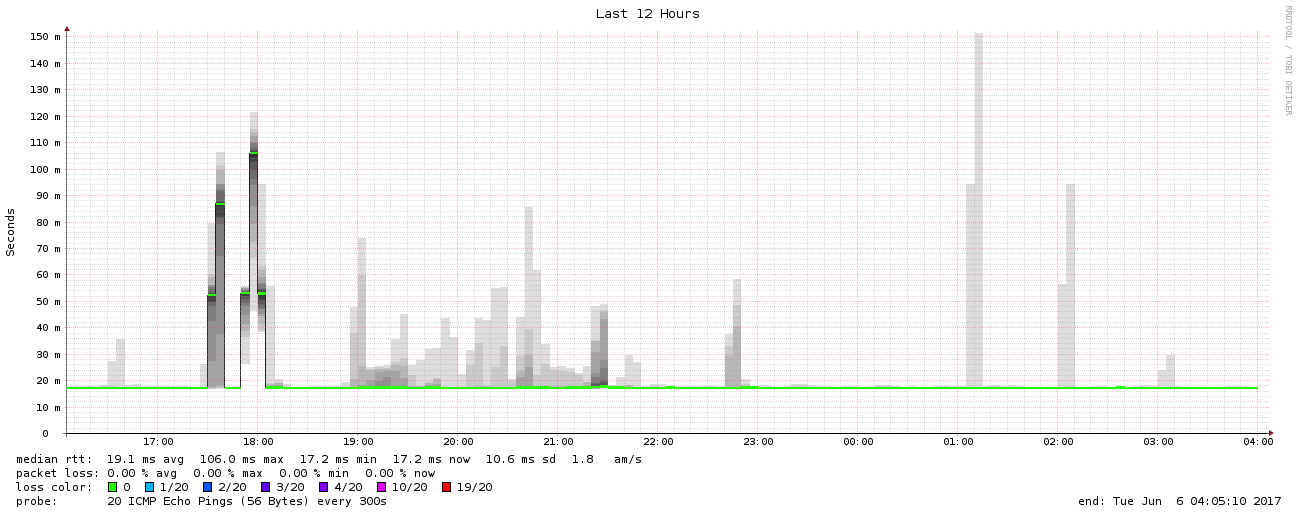 Last 12 Hours
RRDTOOL / TOBI OETIKER
Seconds
150 m
140 m
130 m
120 m
110 m
100 m
90 m
80 m
70 m
60 m
50 m
40 m
30 m
20 m
10 m
0
17:00 18:00 19:00 20:00 21:00 22:00 23:00 00:00 01:00 02:00 03:00 04:00
median rtt: 19.1 ms avg 106.0 ms max 17.2 ms min 17.2 ms now 10.6 ms sd 1.8 am/s
packet loss: 0.00 % avg 0.00 % max 0.00 % min 0.00 % now
loss color: 0 1/20 2/20 3/20 4/20 10/20 19/20
probe: 20 ICMP Echo Pings (56 Bytes) every 300s end: Tue Jun 6 04:05:10 2017